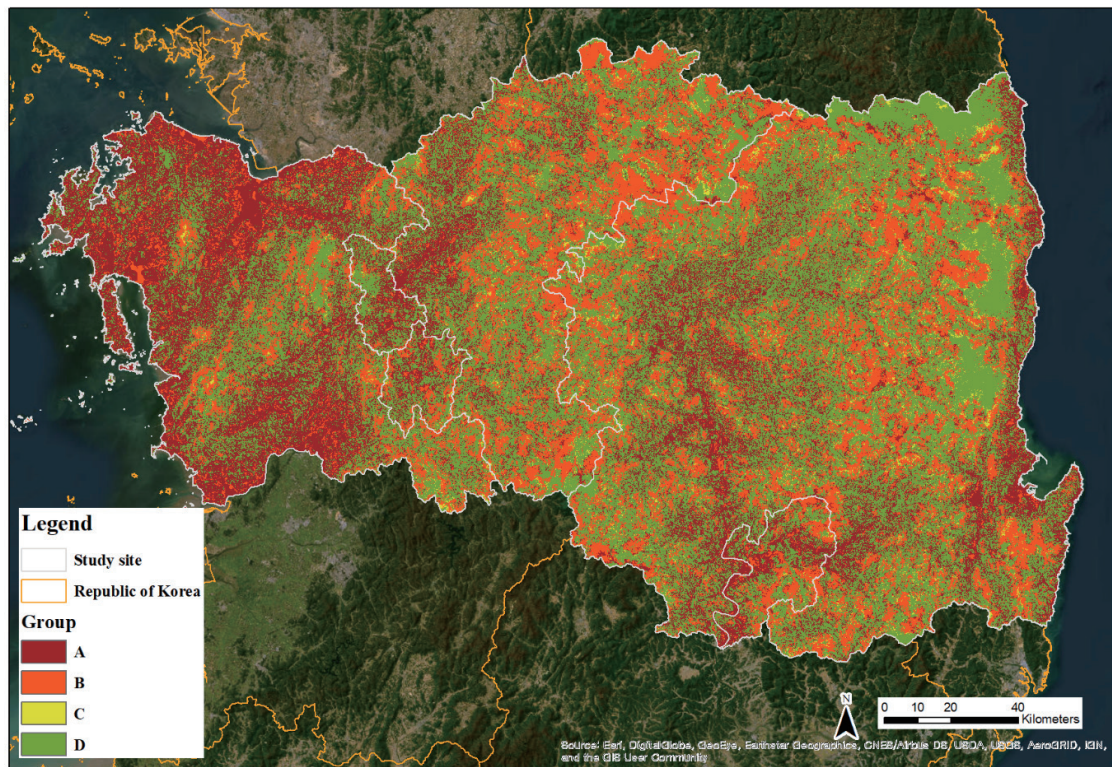 Legend
Study site
Republic of Korea
Group
A
B
C
D
N
0 10 20 40
Kilometers
Source: Esri, DigitalGlobe, GeoEye, Earthstar Geographics, CNES/Airbus DS, USDA, USGS, AeroGRID, IGN,
and the GIS User Community